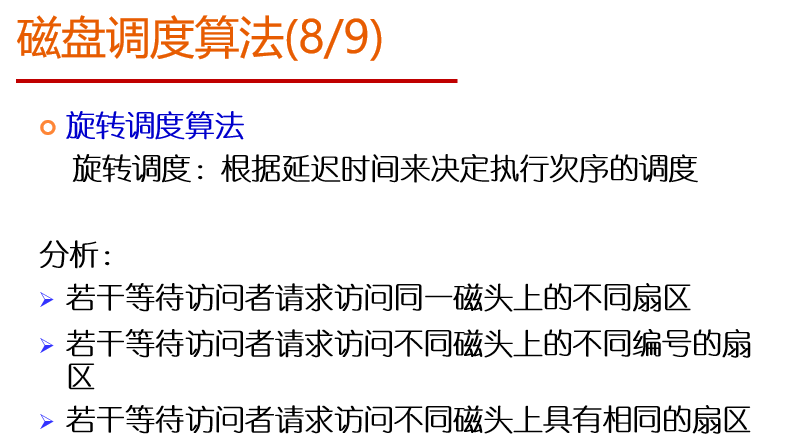 磁盘调度算法(8/9)
旋转调度算法
旋转调度：根据延迟时间来决定执行次序的调度
分析：
若干等待访问者请求访问同一磁头上的不同扇区
若干等待访问者请求访问不同磁头上的不同编号的扇
区
若干等待访问者请求访问不同磁头上具有相同的扇区